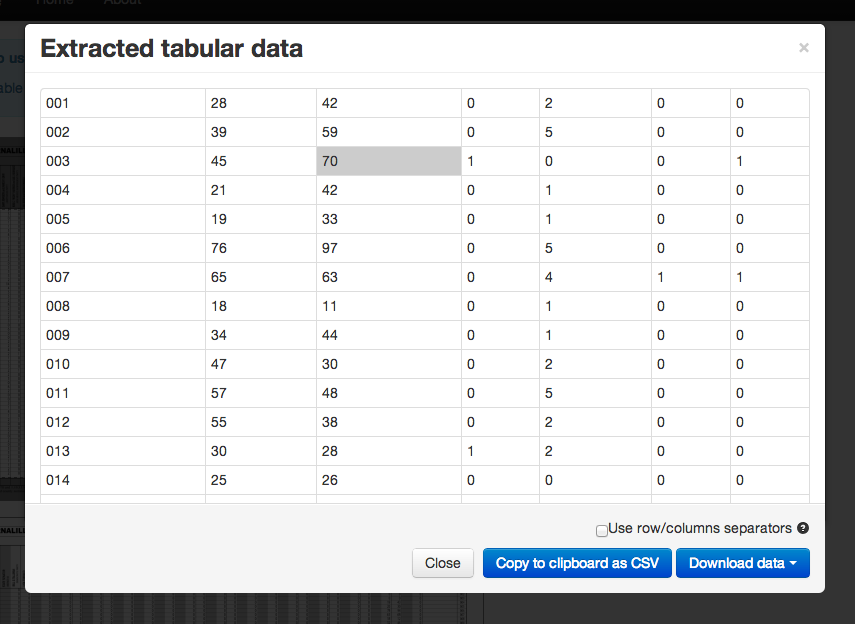 Home About
Extracted tabular data ×
001 28 42 0 2 0 0
002 39 59 0 5 0 0
003 45 70 1 0 0 1
004 21 42 0 1 0 0
005 19 33 0 1 0 0
006 76 97 0 5 0 0
007 65 63 0 4 1 1
008 18 11 0 1 0 0
009 34 44 0 1 0 0
010 47 30 0 2 0 0
011 57 48 0 5 0 0
012 55 38 0 2 0 0
013 30 28 1 2 0 0
014 25 26 0 0 0 0
Use row/columns separators ?
Close Copy to clipboard as CSV Download data